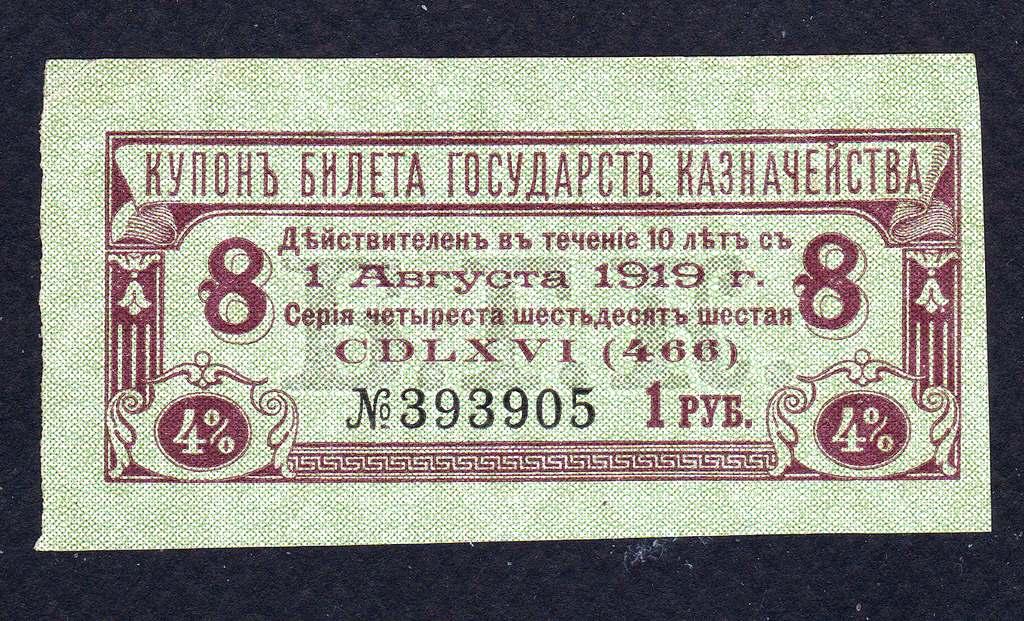 КУПОНЪ БИЛЕТА ГОСУДАРСТВ. КАЗНАЧЕЙСТВА
8 Дѣйствителенъ въ теченіе 10 лѣтъ съ 8
1 Августа 1919 г.
Серія четыреста шестьдесятъ шестая
CDLXVI (466)
№393905 1 РУБ.
4% 4%